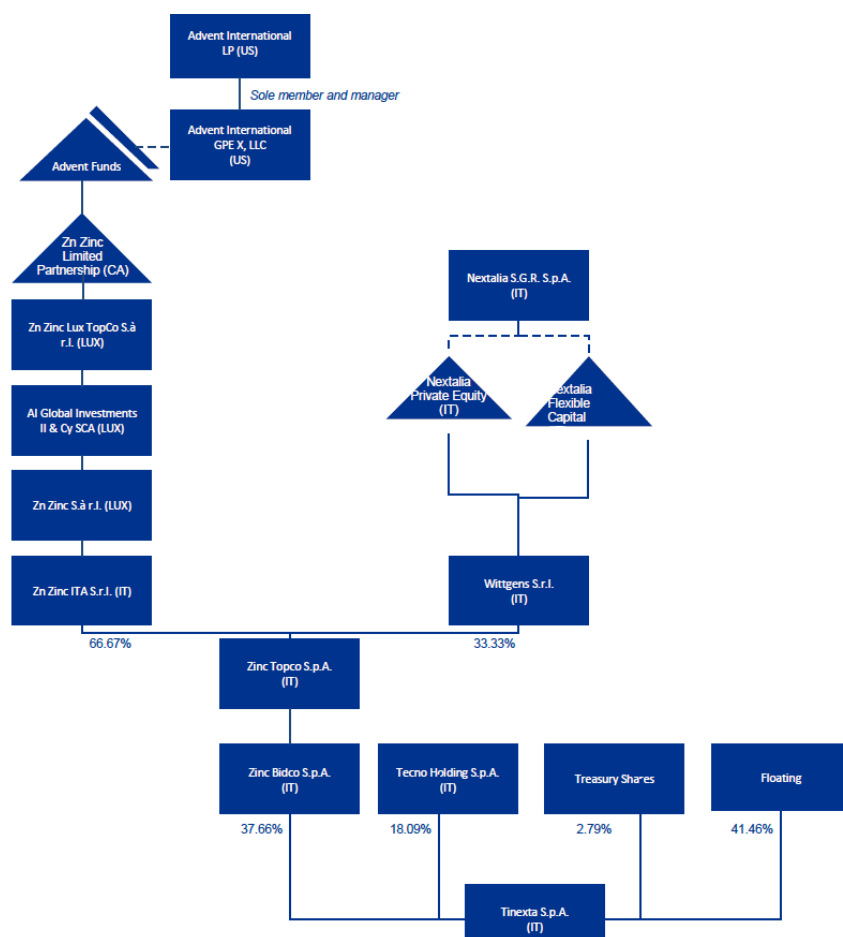 Advent International
LP (US)
Sole member and manager
Advent International
GPE X, LLC
(US)
Advent Funds
Zn Zinc
Limited
Partnership (CA)
Nextalia S.G.R. S.p.A.
(IT)
Zn Zinc Lux TopCo S.à
r.l. (LUX)
Nextalia
Private Equity
(IT)
Flexible
Capital
AI Global Investments
II & Cy SCA (LUX)
Zn Zinc S.à r.l. (LUX)
Zn Zinc ITA S.r.l. (IT)
Wittgens S.r.l.
(IT)
66.67%
33.33%
Zinc Topco S.p.A.
(IT)
Zinc Bidco S.p.A.
(IT)
Tecno Holding S.p.A.
(IT)
Treasury Shares
Floating
37.66%
18.09%
2.79%
41.46%
Tinexta S.p.A.
(IT)